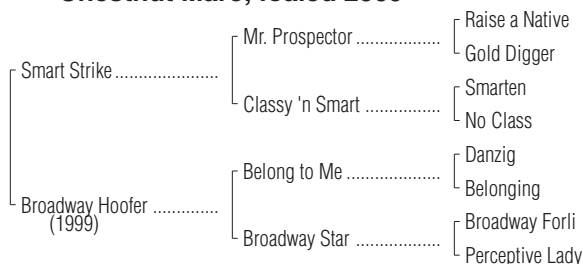 Chestnut Mare; foaled 2009
Raise a Native
Mr. Prospector ..................
Gold Digger
Smart Strike ......................
Smarten
Classy 'n Smart ................
No Class
Danzig
Belong to Me ....................
Belonging
Broadway Hoofer ..............
(1999)
Broadway Forli
Broadway Star ..................
Perceptive Lady